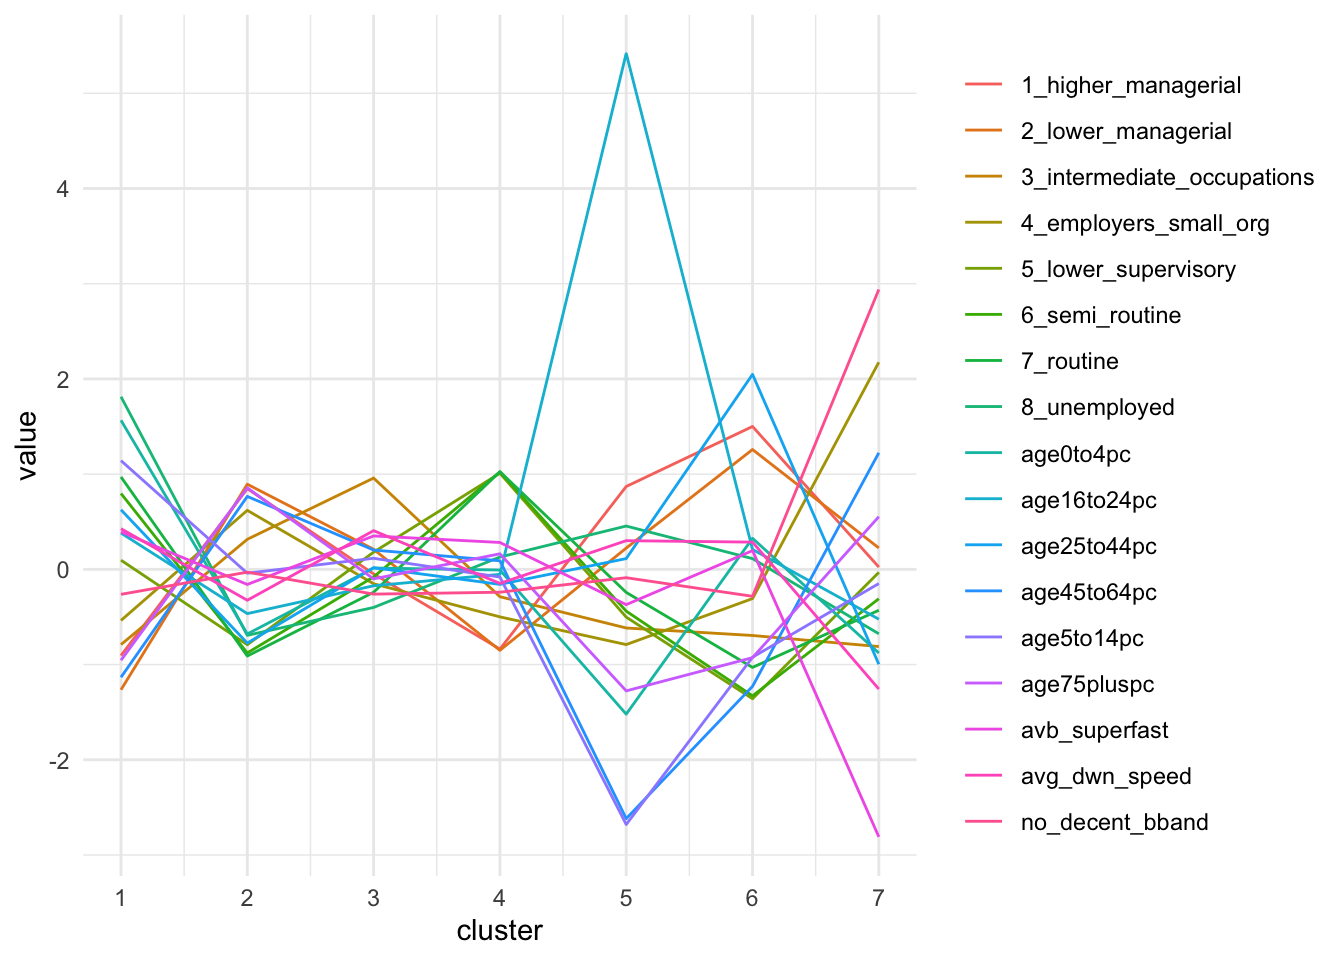 value
4
2
0
-2
1 2 3 4 5 6 7
cluster
1_higher_managerial
2_lower_managerial
3_intermediate_occupations
4_employers_small_org
5_lower_supervisory
6_semi_routine
7_routine
8_unemployed
age0to4pc
age16to24pc
age25to44pc
age45to64pc
age5to14pc
age75pluspc
avb_superfast
avg_dwn_speed
no_decent_bband